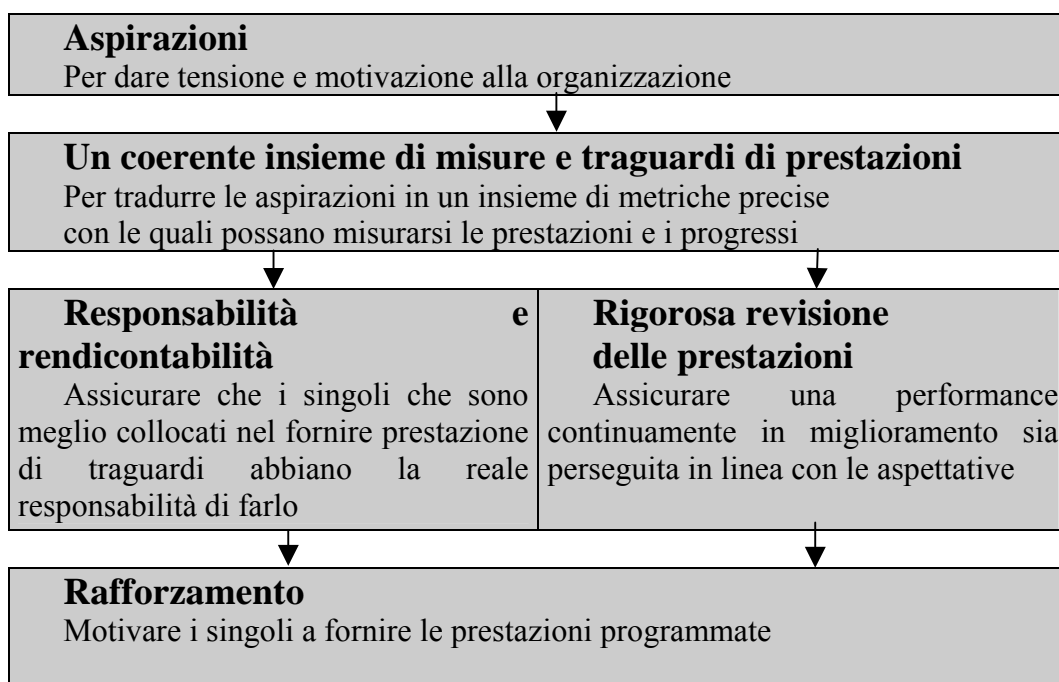 Aspirazioni
Per dare tensione e motivazione alla organizzazione
Un coerente insieme di misure e traguardi di prestazioni
Per tradurre le aspirazioni in un insieme di metriche precise
con le quali possano misurarsi le prestazioni e i progressi
Responsabilità e
rendicontabilità
Assicurare che i singoli che sono
meglio collocati nel fornire prestazione
di traguardi abbiano la reale
responsabilità di farlo
Rigorosa revisione
delle prestazioni
Assicurare una performance
continuamente in miglioramento sia
perseguita in linea con le aspettative
Rafforzamento
Motivare i singoli a fornire le prestazioni programmate